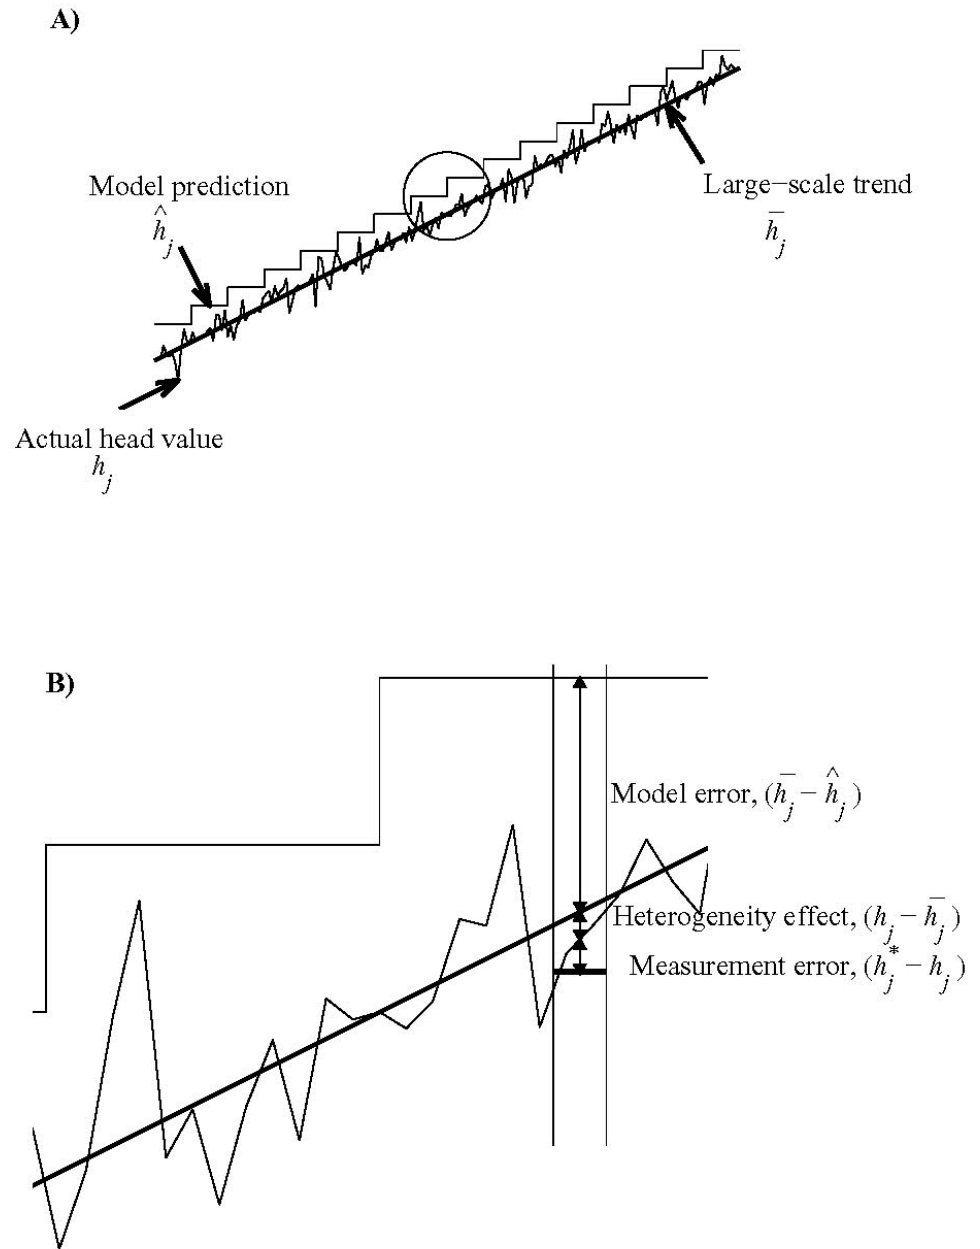 A)
Model prediction
ĥ_j
Large−scale trend
h̄_j
Actual head value
h_j
B)
Model error, (h̄_j − ĥ_j)
Heterogeneity effect, (h_j − h̄_j)
Measurement error, (h*_j − h_j)